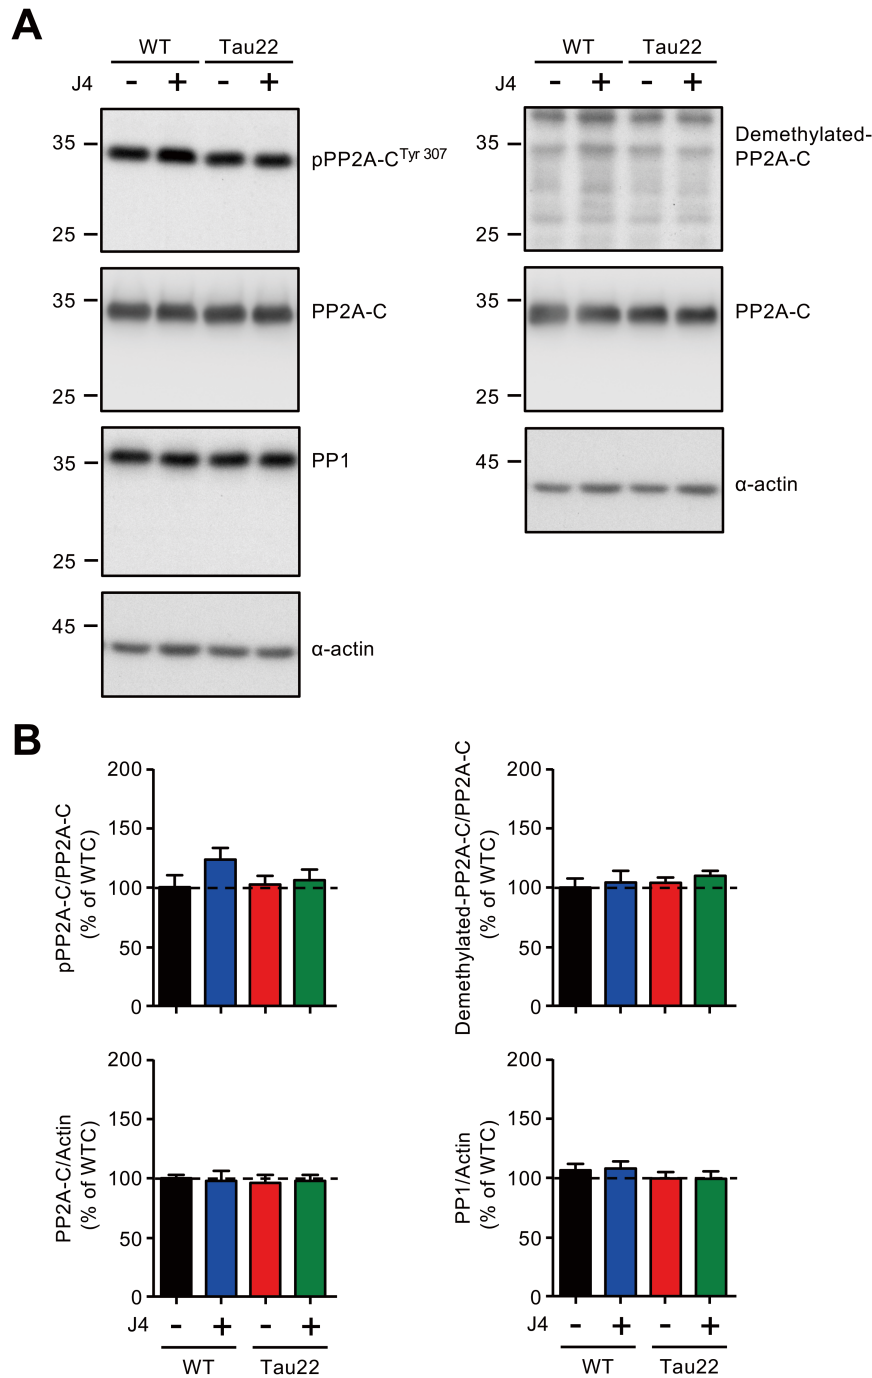 A
WT Tau22
J4 - + - +
35
25
pPP2A-C^Tyr 307
35
25
PP2A-C
35
25
PP1
45
α-actin
WT Tau22
- + - +
35
25
Demethylated-
PP2A-C
35
25
PP2A-C
45
α-actin
B
pPP2A-C/PP2A-C
(% of WTC)
200
150
100
50
0
Demethylated-PP2A-C/PP2A-C
(% of WTC)
200
150
100
50
0
PP2A-C/Actin
(% of WTC)
200
150
100
50
0
J4 - + - +
WT Tau22
PP1/Actin
(% of WTC)
200
150
100
50
0
J4 - + - +
WT Tau22